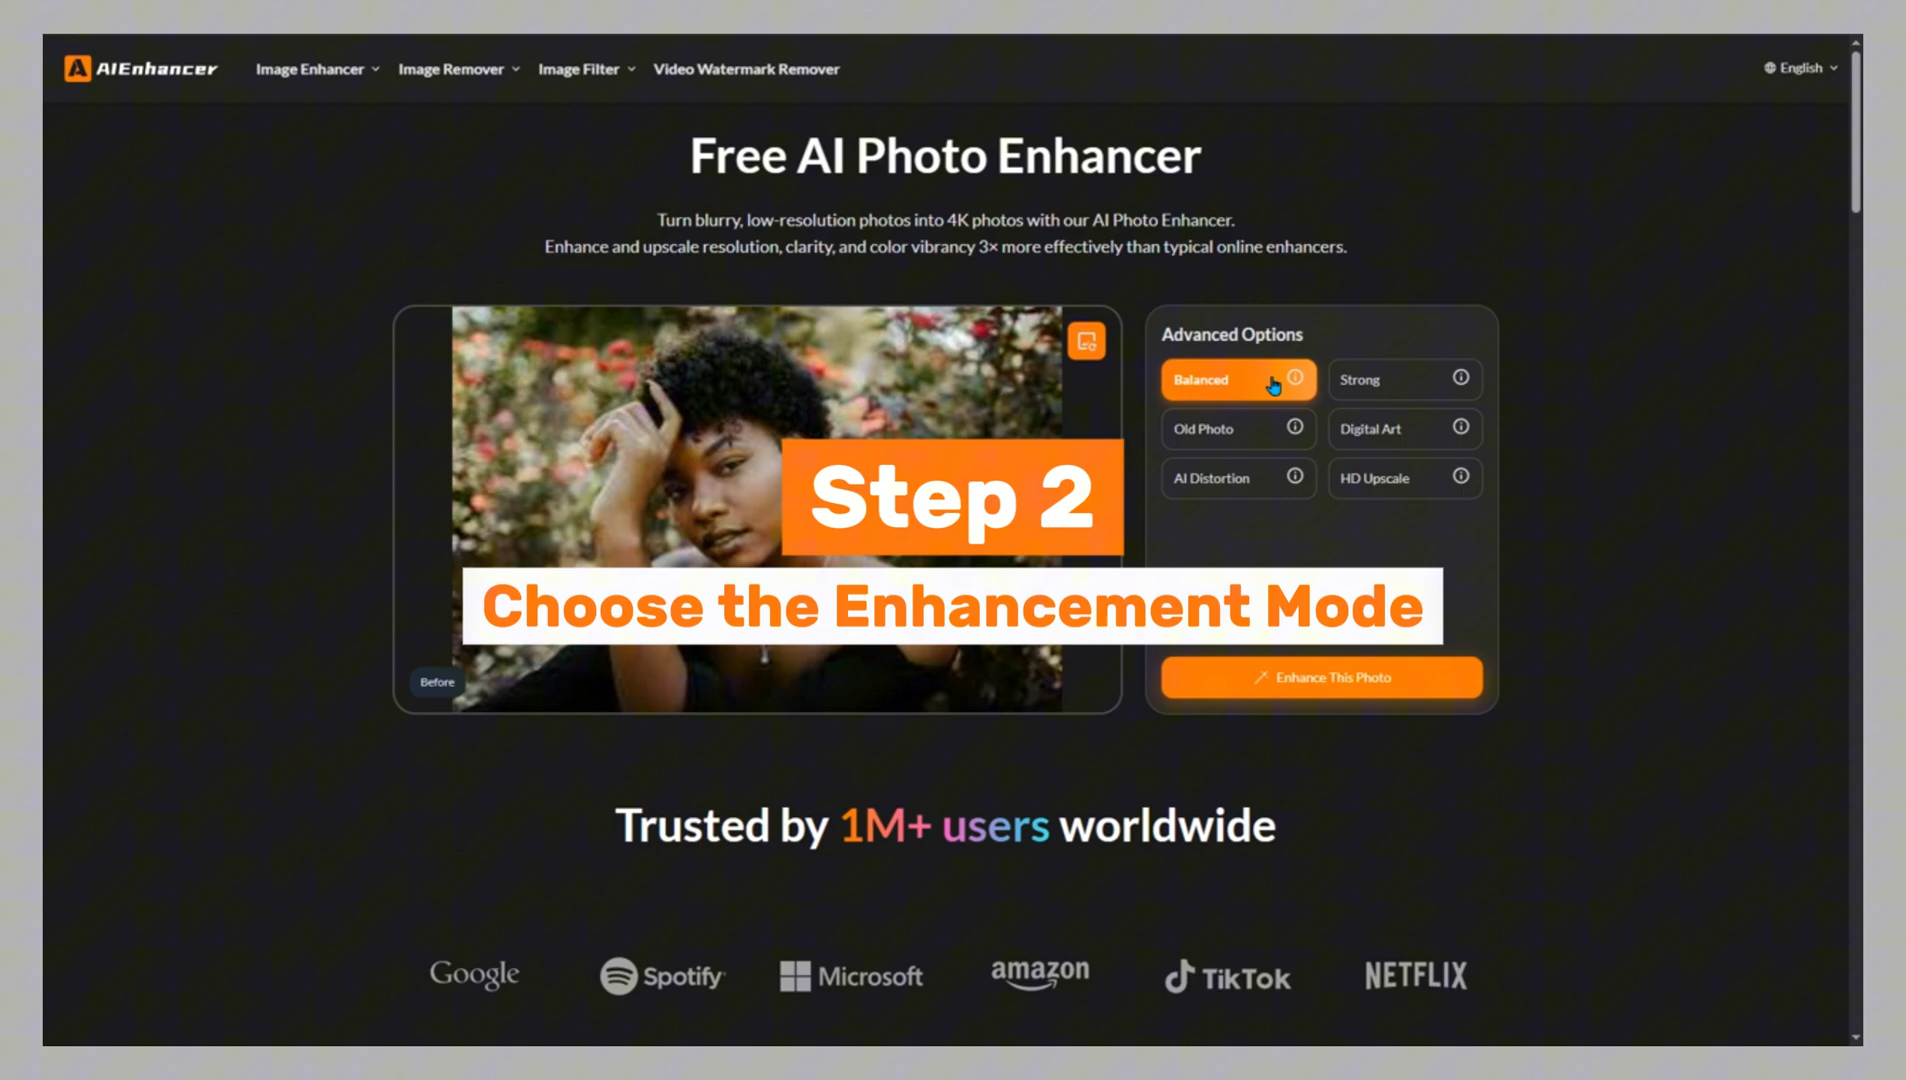 AIEnhancer
Image Enhancer
Image Remover
Image Filter
Video Watermark Remover
English
Free AI Photo Enhancer
Turn blurry, low-resolution photos into 4K photos with our AI Photo Enhancer.
Enhance and upscale resolution, clarity, and color vibrancy 3× more effectively than typical online enhancers.
Advanced Options
Balanced
Strong
Old Photo
Digital Art
AI Distortion
HD Upscale
Step 2
Choose the Enhancement Mode
Before
Enhance This Photo
Trusted by 1M+ users worldwide
Google
Spotify
Microsoft
amazon
TikTok
NETFLIX